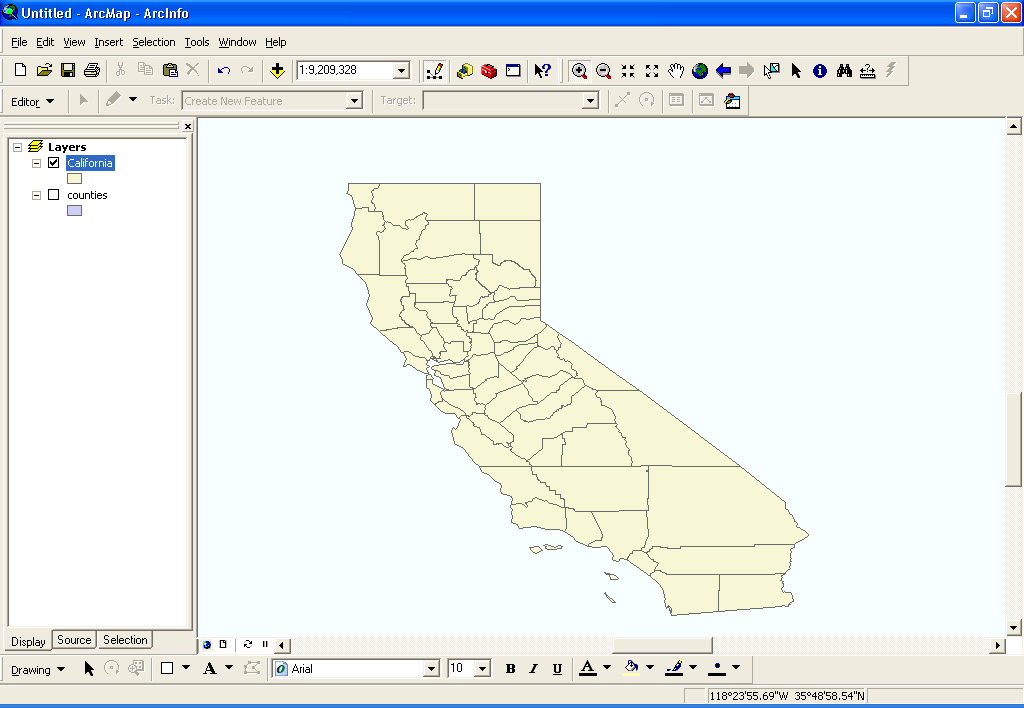 Untitled - ArcMap - ArcInfo
File Edit View Insert Selection Tools Window Help
1:9,209,328
Editor Task: Create New Feature Target:
Layers
California
counties
Display Source Selection
Drawing A Arial 10 B I U A
118°23'55.69"W 35°48'58.54"N